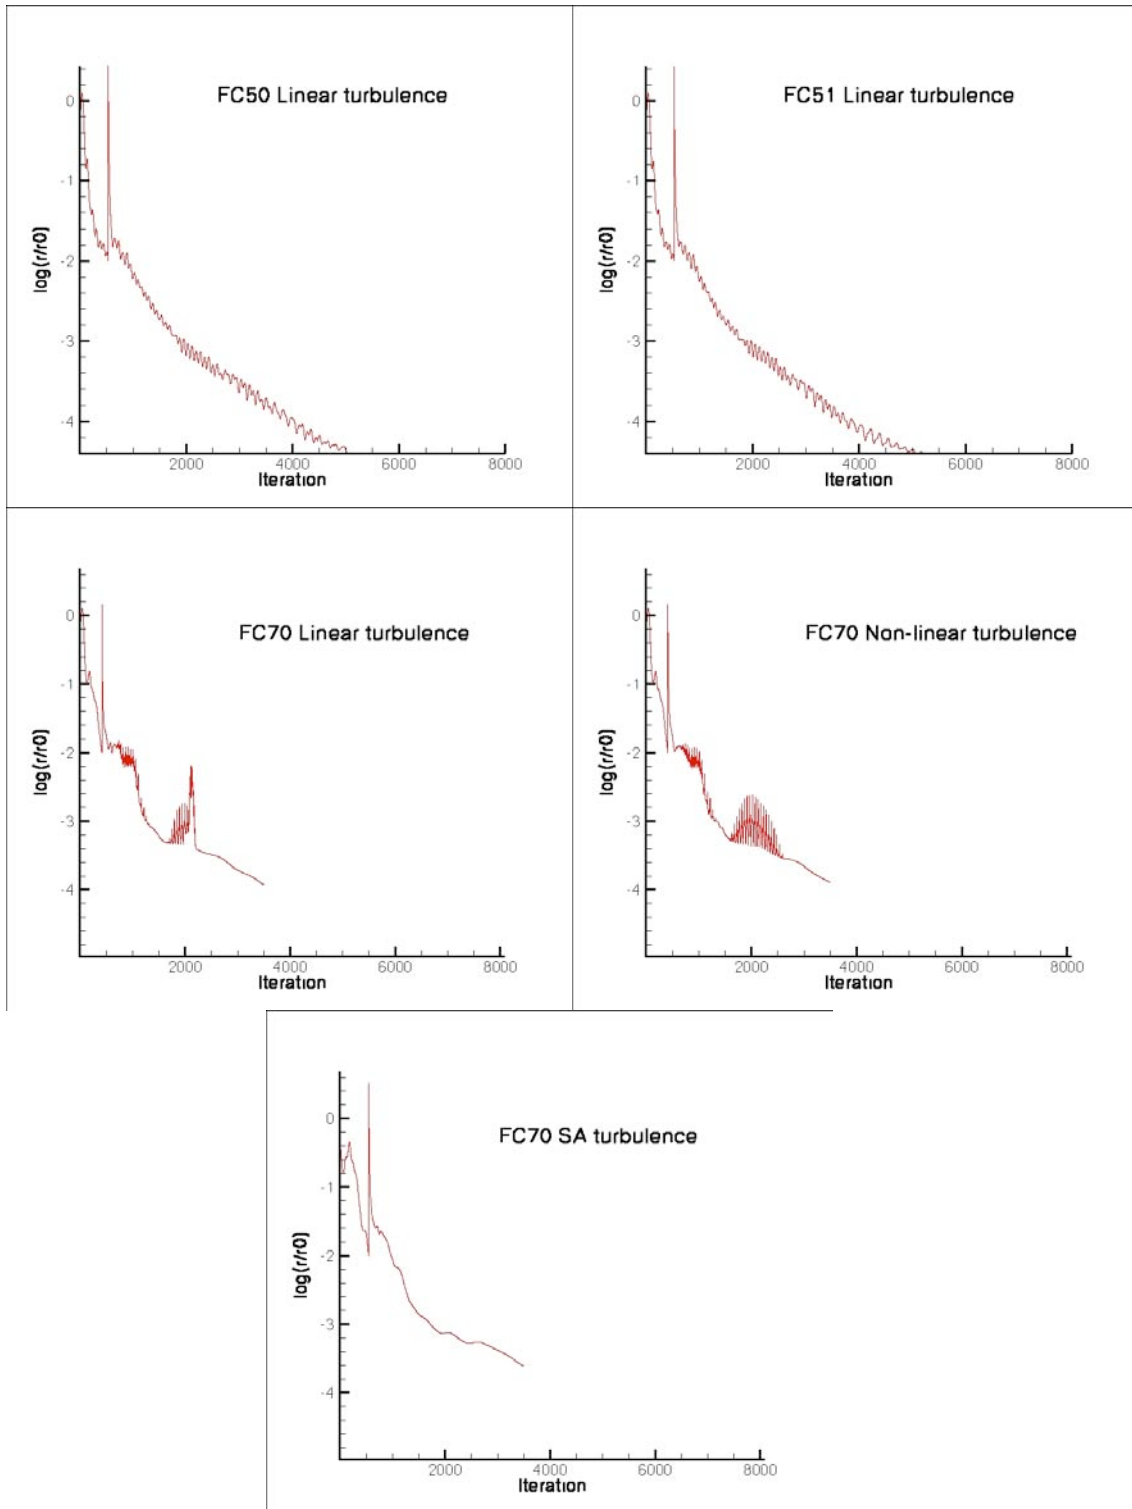 FC50 Linear turbulence
0
-1
-2
-3
-4
log(r/r0)
2000 4000 6000 8000
Iteration
FC51 Linear turbulence
0
-1
-2
-3
-4
log(r/r0)
2000 4000 6000 8000
Iteration
FC70 Linear turbulence
0
-1
-2
-3
-4
log(r/r0)
2000 4000 6000 8000
Iteration
FC70 Non-linear turbulence
0
-1
-2
-3
-4
log(r/r0)
2000 4000 6000 8000
Iteration
FC70 SA turbulence
0
-1
-2
-3
-4
log(r/r0)
2000 4000 6000 8000
Iteration